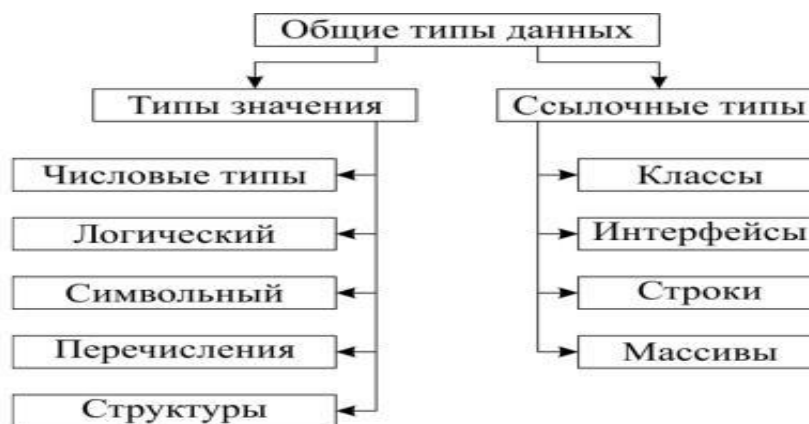 Общие типы данных
Типы значения
Ссылочные типы
Числовые типы
Классы
Логический
Интерфейсы
Символьный
Строки
Перечисления
Массивы
Структуры